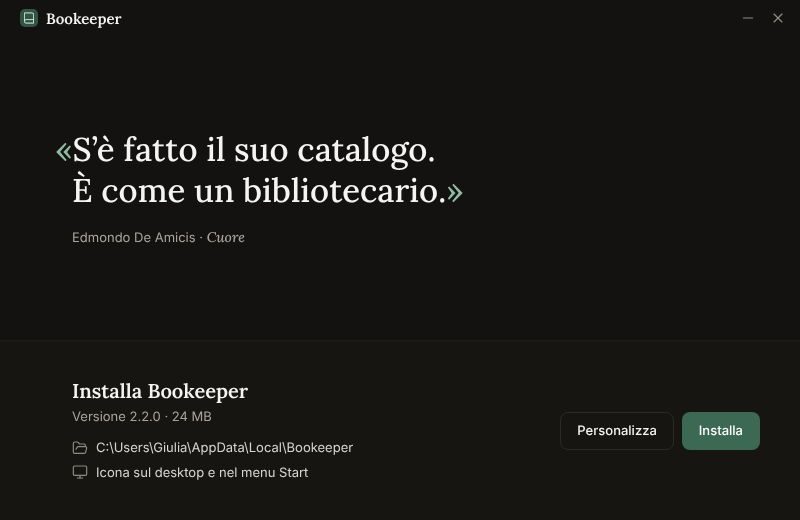 Bookeeper
«S’è fatto il suo catalogo.
È come un bibliotecario.»
Edmondo De Amicis · Cuore
Installa Bookeeper
Versione 2.2.0 · 24 MB
C:\Users\Giulia\AppData\Local\Bookeeper
Icona sul desktop e nel menu Start
Personalizza
Installa